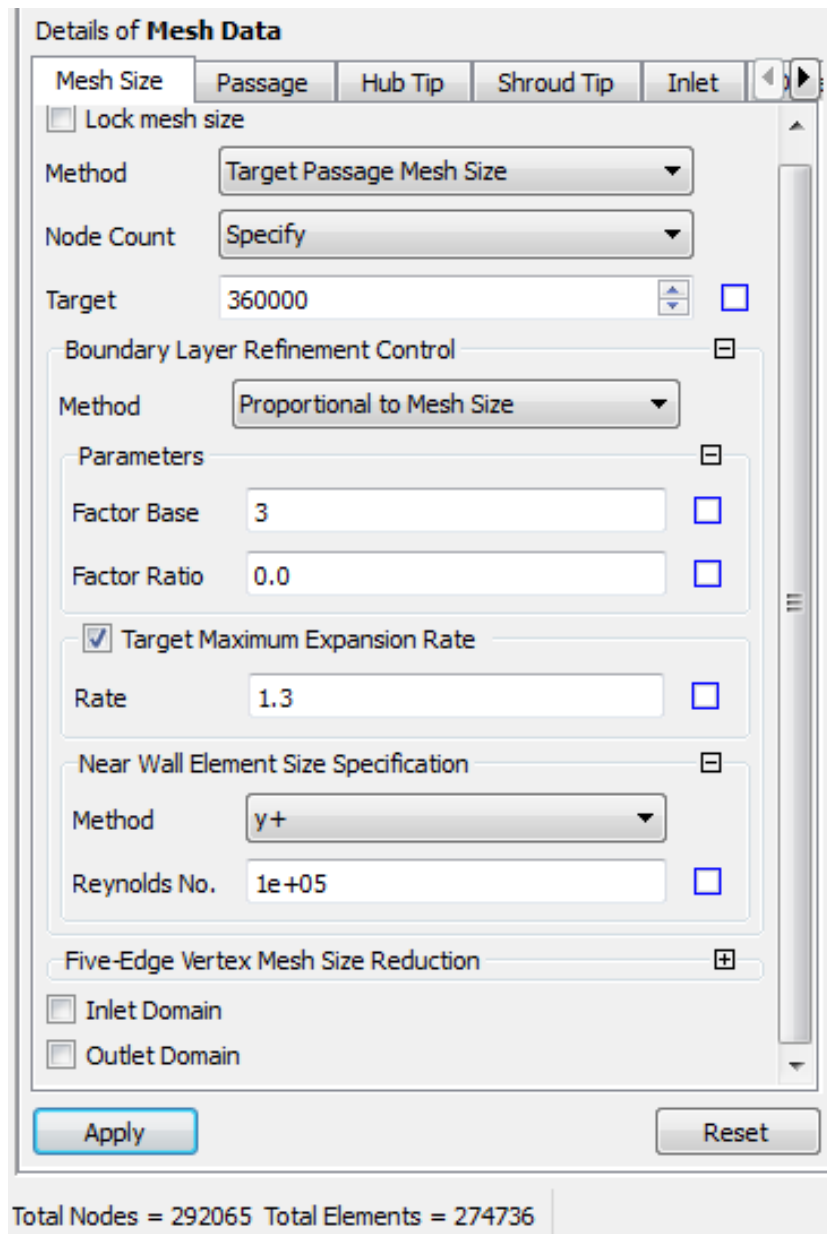 Details of Mesh Data
Mesh Size Passage Hub Tip Shroud Tip Inlet
Lock mesh size
Method Target Passage Mesh Size
Node Count Specify
Target 360000
Boundary Layer Refinement Control
Method Proportional to Mesh Size
Parameters
Factor Base 3
Factor Ratio 0.0
Target Maximum Expansion Rate
Rate 1.3
Near Wall Element Size Specification
Method y+
Reynolds No. 1e+05
Five-Edge Vertex Mesh Size Reduction
Inlet Domain
Outlet Domain
Apply Reset
Total Nodes = 292065 Total Elements = 274736